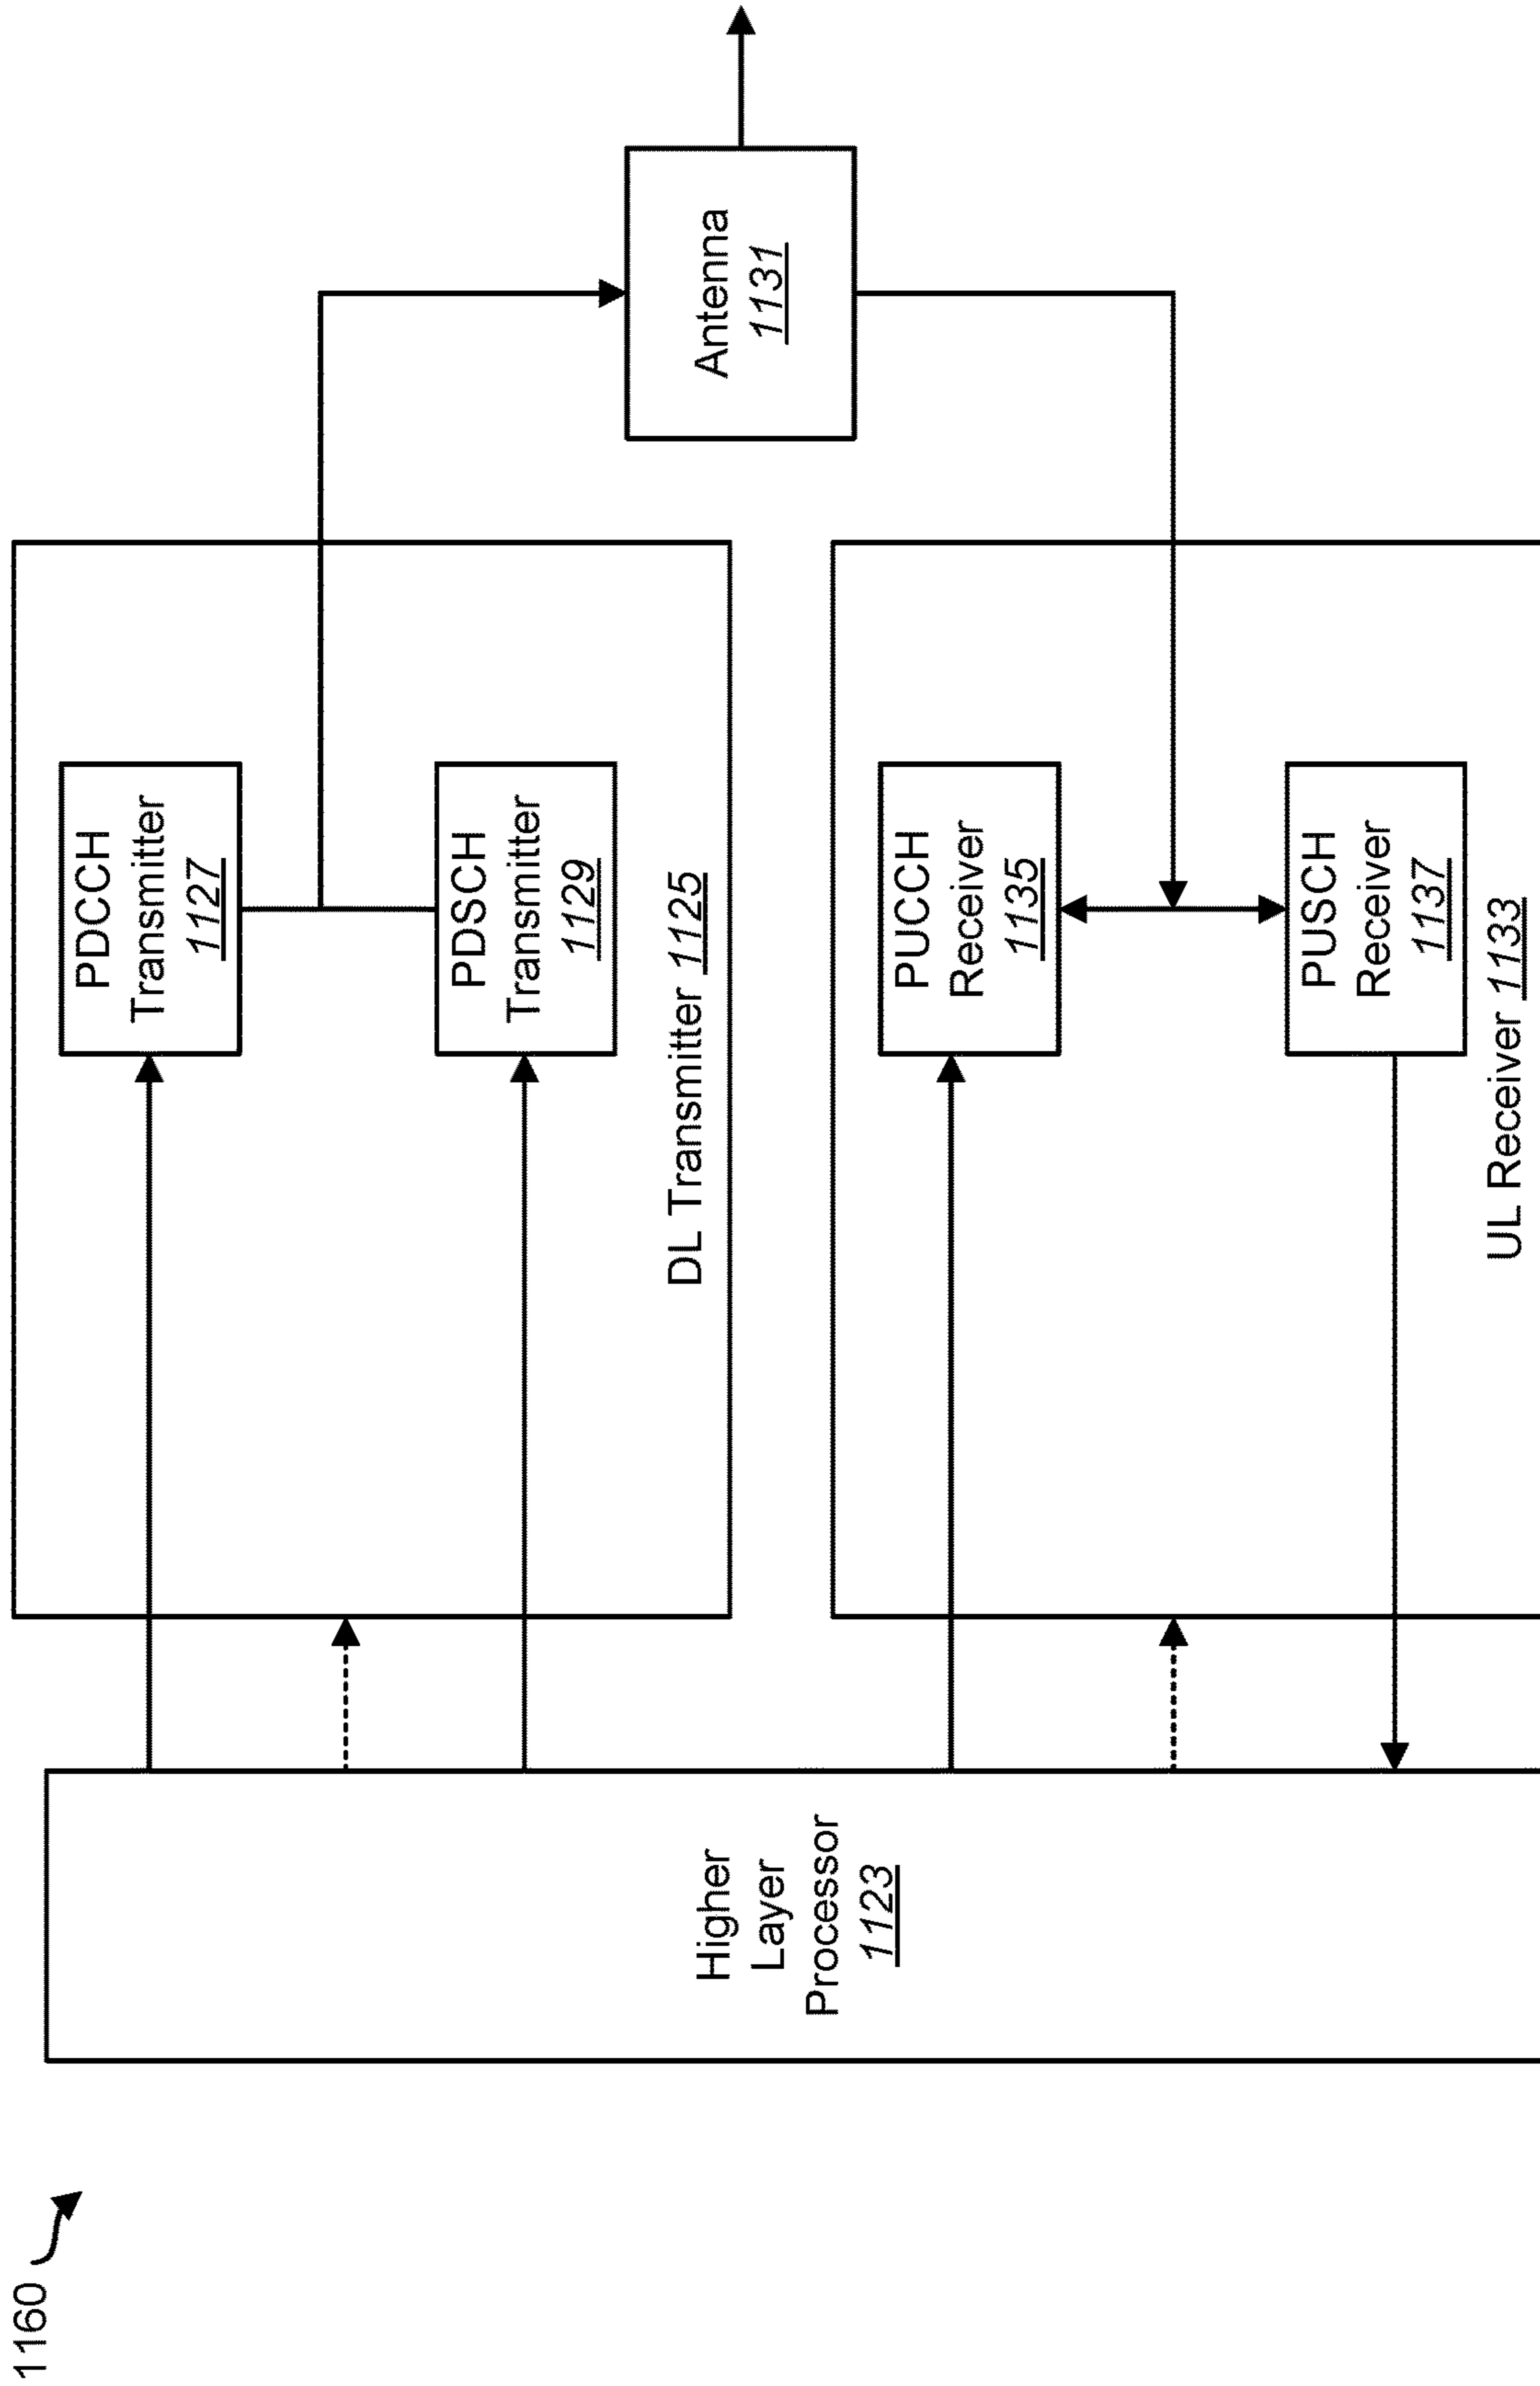 1160
Higher
Layer
Processor
1123
PDCCH
Transmitter
1127
PDSCH
Transmitter
1129
DL Transmitter 1125
PUCCH
Receiver
1135
PUSCH
Receiver
1137
UL Receiver 1133
Antenna
1131